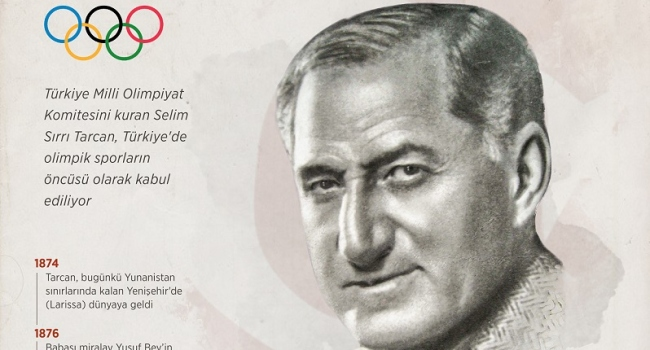 Türkiye Milli Olimpiyat
Komitesini kuran Selim
Sırrı Tarcan, Türkiye'de
olimpik sporların
öncüsü olarak kabul
ediliyor
1874
Tarcan, bugünkü Yunanistan
sınırlarında kalan Yenişehir'de
(Larissa) dünyaya geldi
1876
Babası miralay Yusuf Bey'in